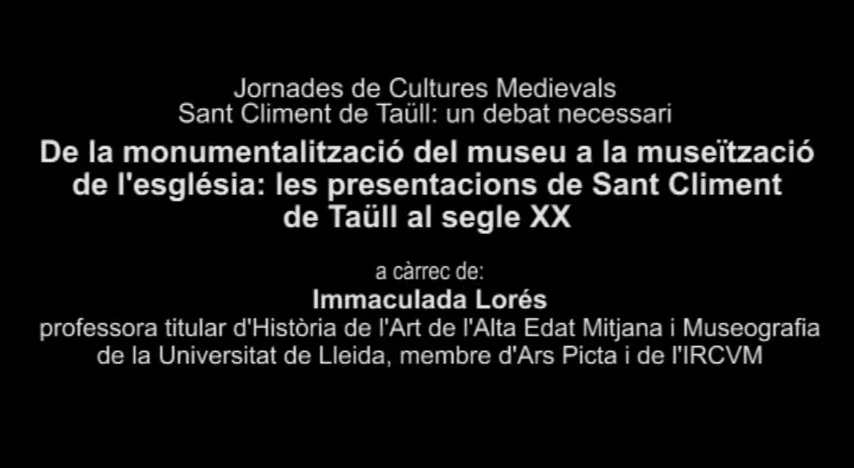 Jornades de Cultures Medievals
Sant Climent de Taüll: un debat necessari
De la monumentalització del museu a la museïtzació
de l'església: les presentacions de Sant Climent
de Taüll al segle XX
a càrrec de:
Immaculada Lorés
professora titular d'Història de l'Art de l'Alta Edat Mitjana i Museografia
de la Universitat de Lleida, membre d'Ars Picta i de l'IRCVM